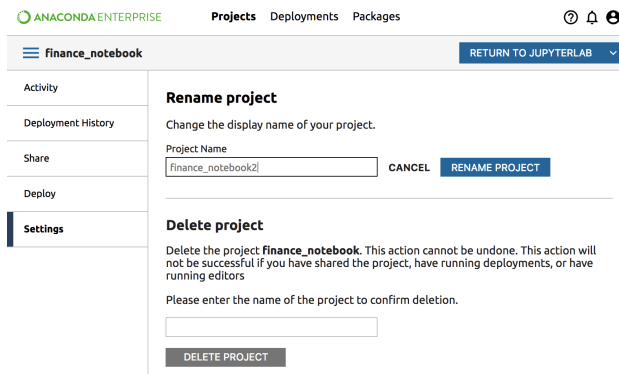 ANACONDA ENTERPRISE Projects Deployments Packages
finance_notebook RETURN TO JUPYTERLAB
Activity
Deployment History
Share
Deploy
Settings
Rename project
Change the display name of your project.
Project Name
finance_notebook2 CANCEL RENAME PROJECT
Delete project
Delete the project finance_notebook. This action cannot be undone. This action will
not be successful if you have shared the project, have running deployments, or have
running editors
Please enter the name of the project to confirm deletion.
DELETE PROJECT